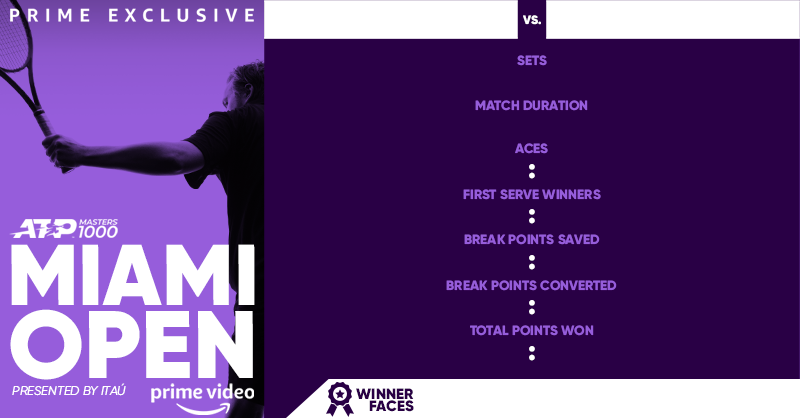 PRIME EXCLUSIVE
ATP MASTERS 1000
MIAMI
OPEN
PRESENTED BY ITAÚ
prime video
VS.
SETS
MATCH DURATION
ACES
:
FIRST SERVE WINNERS
:
BREAK POINTS SAVED
:
BREAK POINTS CONVERTED
:
TOTAL POINTS WON
:
WINNER
FACES